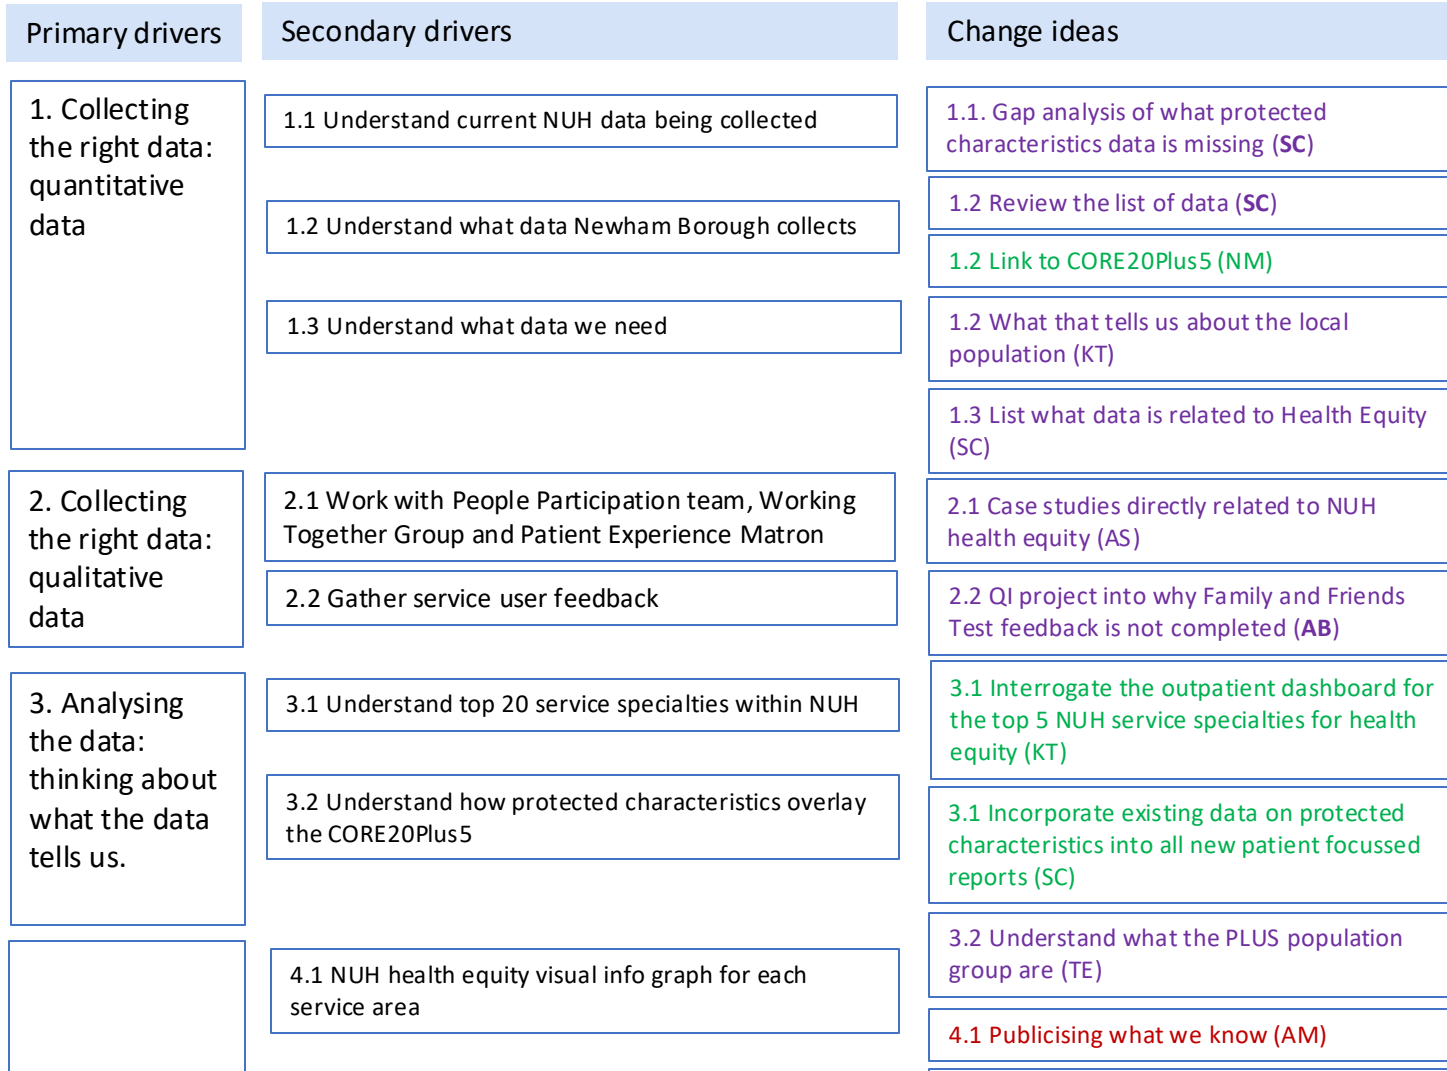 Primary drivers
Secondary drivers
Change ideas
1. Collecting
the right data:
quantitative
data
1.1 Understand current NUH data being collected
1.2 Understand what data Newham Borough collects
1.3 Understand what data we need
1.1. Gap analysis of what protected
characteristics data is missing (SC)
1.2 Review the list of data (SC)
1.2 Link to CORE20Plus5 (NM)
1.2 What that tells us about the local
population (KT)
1.3 List what data is related to Health Equity
(SC)
2. Collecting
the right data:
qualitative
data
2.1 Work with People Participation team, Working
Together Group and Patient Experience Matron
2.2 Gather service user feedback
2.1 Case studies directly related to NUH
health equity (AS)
2.2 QI project into why Family and Friends
Test feedback is not completed (AB)
3. Analysing
the data:
thinking about
what the data
tells us.
3.1 Understand top 20 service specialties within NUH
3.2 Understand how protected characteristics overlay
the CORE20Plus5
3.1 Interrogate the outpatient dashboard for
the top 5 NUH service specialties for health
equity (KT)
3.1 Incorporate existing data on protected
characteristics into all new patient focussed
reports (SC)
3.2 Understand what the PLUS population
group are (TE)
4.1 NUH health equity visual info graph for each
service area
4.1 Publicising what we know (AM)